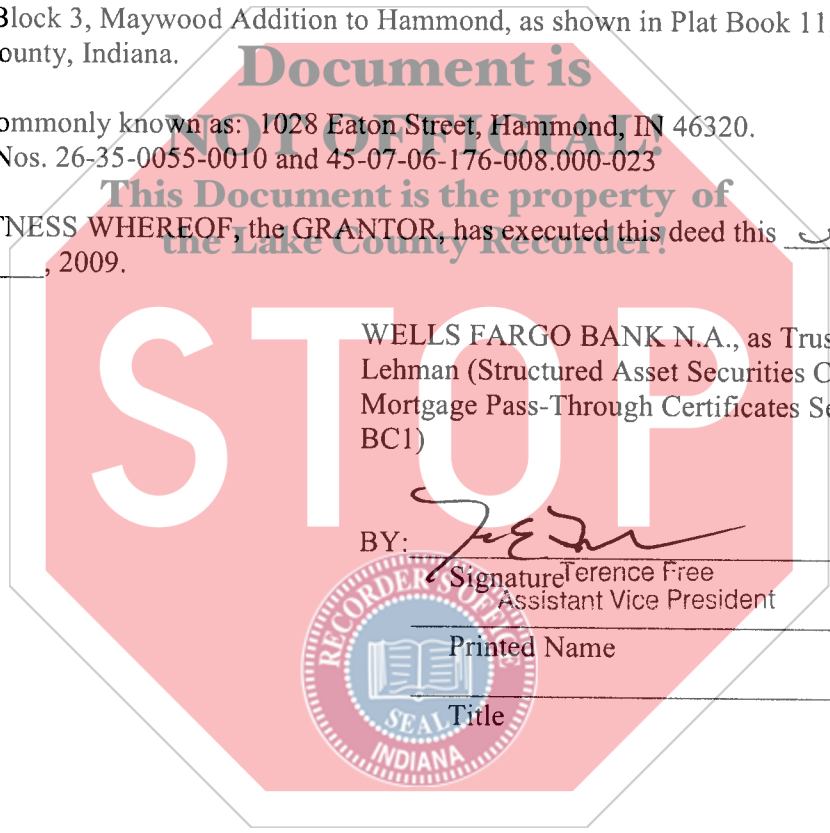 Block 3, Maywood Addition to Hammond, as shown in Plat Book 11
ounty, Indiana.
Document is
ommonly known as: 1028 Eaton Street, Hammond, IN 46320.
NOT OFFICIAL!
Nos. 26-35-0055-0010 and 45-07-06-176-008.000-023
This Document is the property of
TNESS WHEREOF, the GRANTOR, has executed this deed this
the Lake County Recorder!
, 2009.
STOP
WELLS FARGO BANK N.A., as Trus
Lehman (Structured Asset Securities C
Mortgage Pass-Through Certificates Se
BC1)
BY:
Signature Terence Free
Assistant Vice President
Printed Name
Title
RECORDER'S OFFICE
SEAL
INDIANA